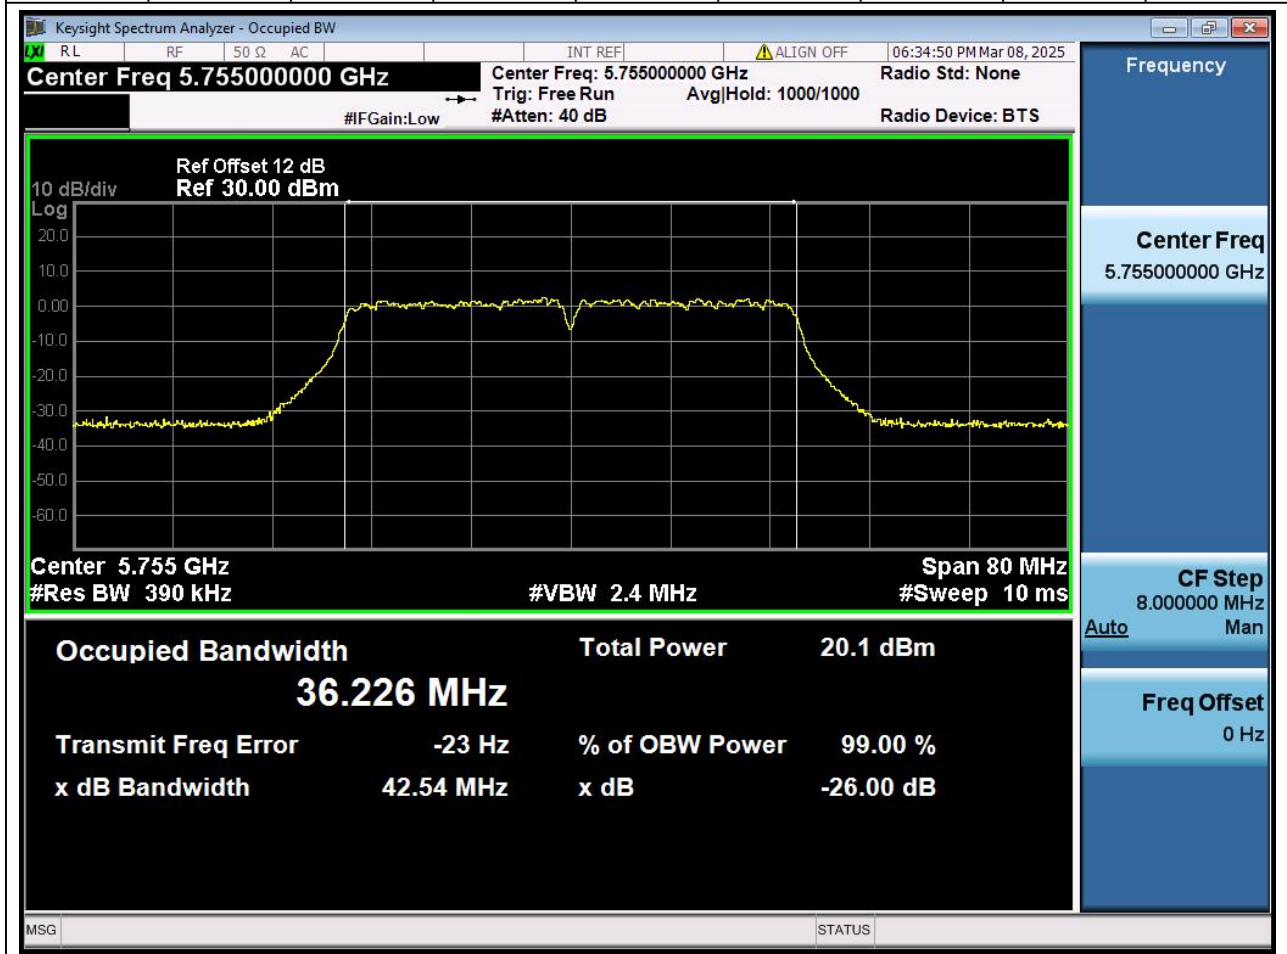 Keysight Spectrum Analyzer - Occupied BW
LXI RL RF 50 Ω AC INT REF ALIGN OFF 06:34:50 PM Mar 08, 2025
Center Freq 5.755000000 GHz
Center Freq: 5.755000000 GHz
Radio Std: None
Trig: Free Run Avg|Hold: 1000/1000
#IFGain:Low
#Atten: 40 dB
Radio Device: BTS
Ref Offset 12 dB
10 dB/div Ref 30.00 dBm
Log
20.0
10.0
0.00
-10.0
-20.0
-30.0
-40.0
-50.0
-60.0
Center 5.755 GHz Span 80 MHz
#Res BW 390 kHz #VBW 2.4 MHz #Sweep 10 ms
Occupied Bandwidth Total Power 20.1 dBm
36.226 MHz
Transmit Freq Error -23 Hz % of OBW Power 99.00 %
x dB Bandwidth 42.54 MHz x dB -26.00 dB
Frequency
Center Freq
5.755000000 GHz
CF Step
8.000000 MHz
Auto Man
Freq Offset
0 Hz
MSG STATUS